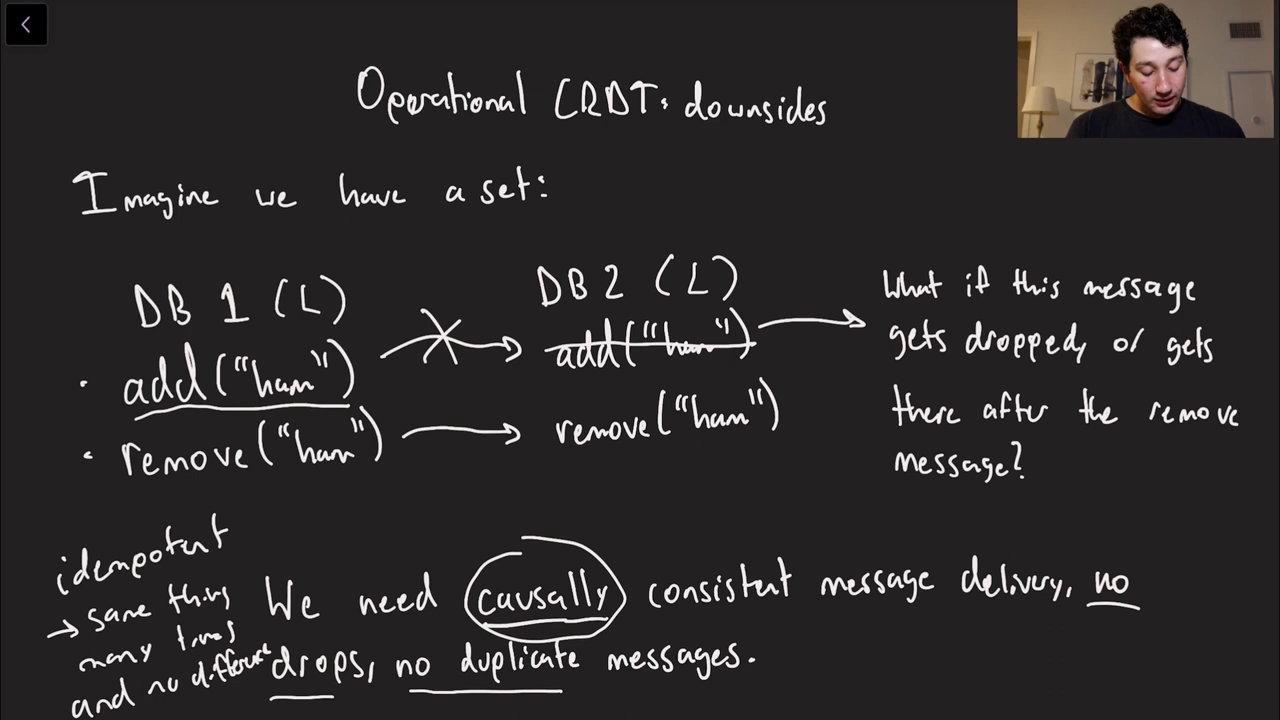 Operational CRDT: downsides
Imagine we have a set:
DB 1 (L)
add("ham")
remove("ham")
DB 2 (L)
add("ham")
remove("ham")
What if this message
gets dropped, or gets
there after the remove
message?
idempotent
→ same thing
many times
and no difference
We need causally consistent message delivery, no
drops, no duplicate messages.